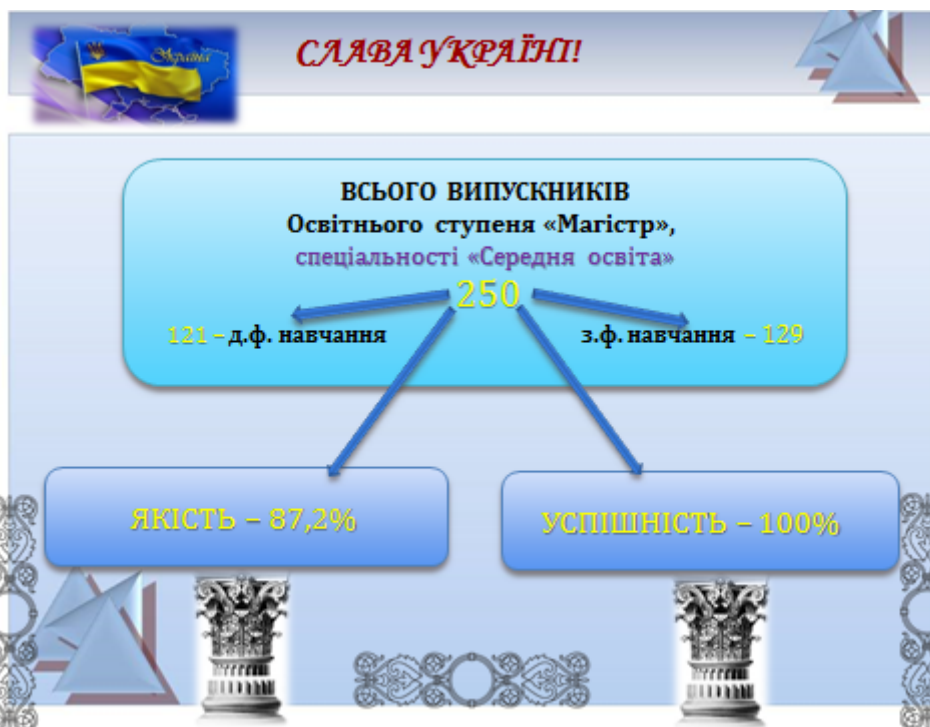 Україна
СЛАВА УКРАЇНІ!
ВСЬОГО ВИПУСКНИКІВ
Освітнього ступеня «Магістр»,
спеціальності «Середня освіта»
250
121 – д.ф. навчання
з.ф. навчання – 129
ЯКІСТЬ – 87,2%
УСПІШНІСТЬ – 100%